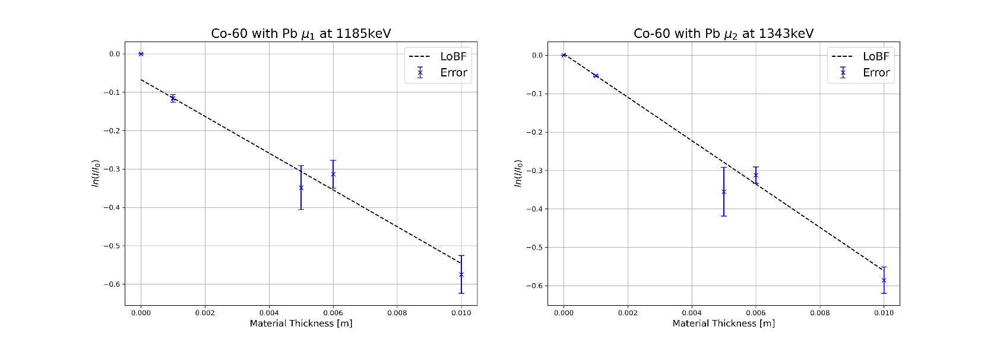 Co-60 with Pb μ₁ at 1185keV
LoBF
Error
0.0
−0.1
−0.2
−0.3
−0.4
−0.5
−0.6
ln(I/I₀)
0.000 0.002 0.004 0.006 0.008 0.010
Material Thickness [m]
Co-60 with Pb μ₂ at 1343keV
LoBF
Error
0.0
−0.1
−0.2
−0.3
−0.4
−0.5
−0.6
ln(I/I₀)
0.000 0.002 0.004 0.006 0.008 0.010
Material Thickness [m]